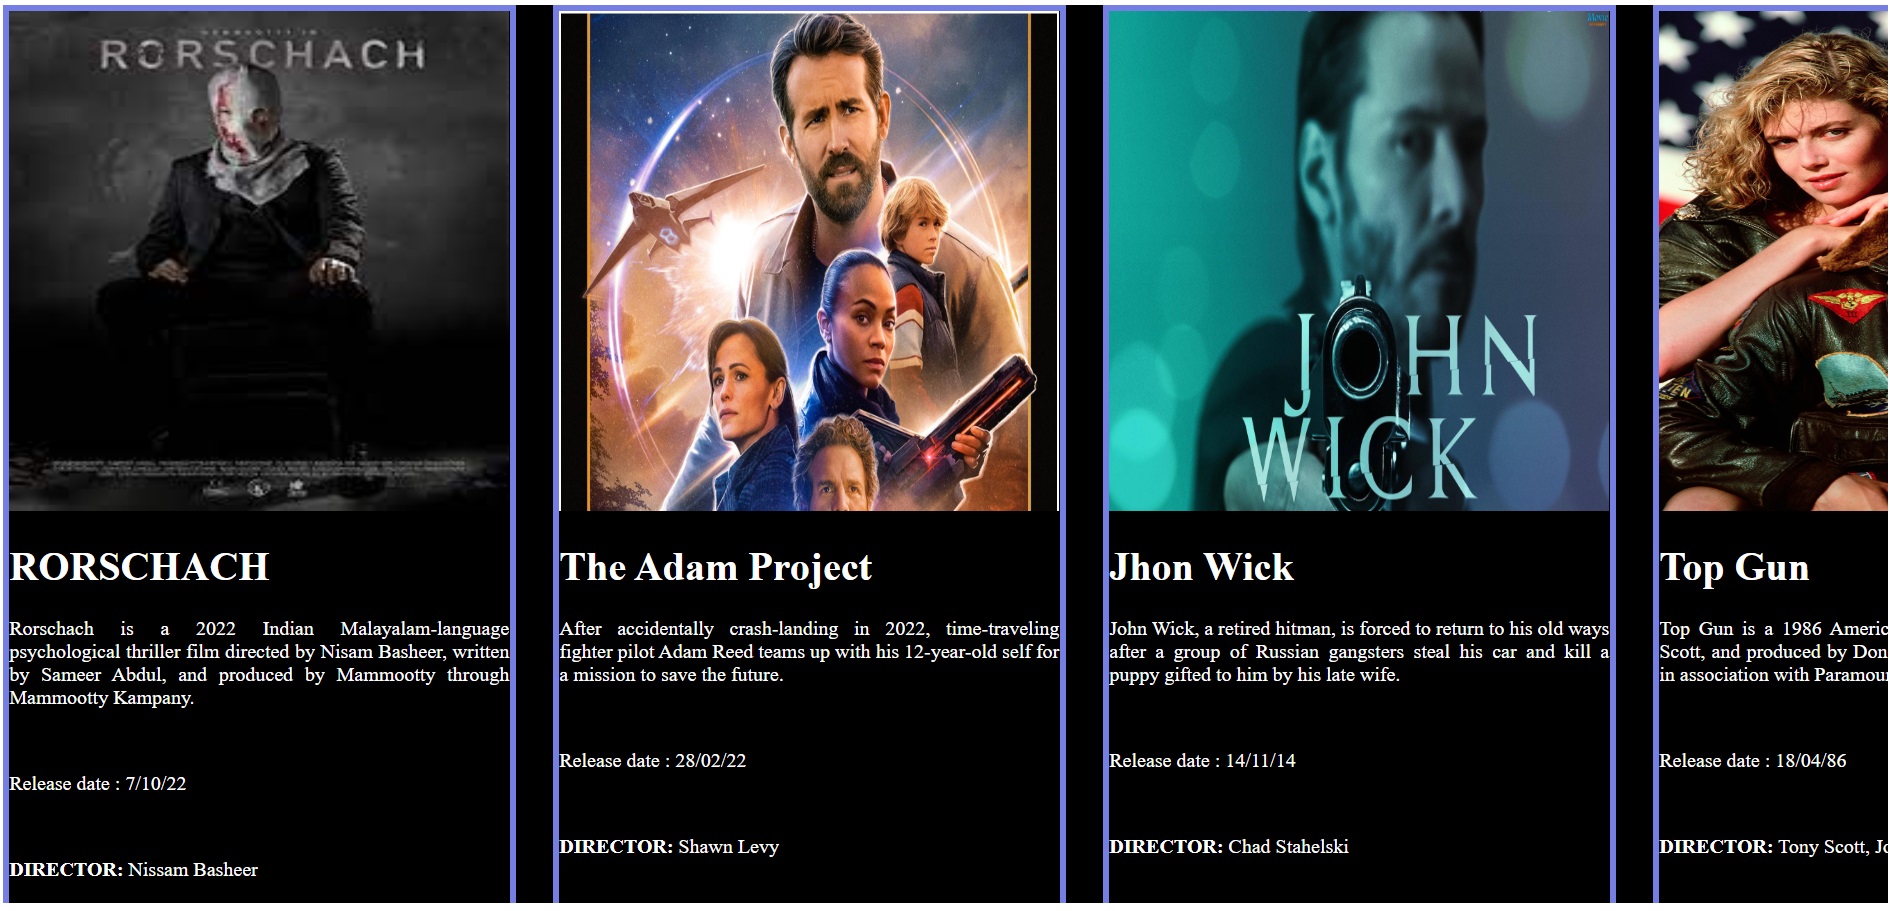 RORSCHACH
JOHN
WICK
RORSCHACH
Rorschach is a 2022 Indian Malayalam-language
psychological thriller film directed by Nisam Basheer, written
by Sameer Abdul, and produced by Mammootty through
Mammootty Kampany.
Release date : 7/10/22
DIRECTOR: Nissam Basheer
The Adam Project
After accidentally crash-landing in 2022, time-traveling
fighter pilot Adam Reed teams up with his 12-year-old self for
a mission to save the future.
Release date : 28/02/22
DIRECTOR: Shawn Levy
Jhon Wick
John Wick, a retired hitman, is forced to return to his old ways
after a group of Russian gangsters steal his car and kill a
puppy gifted to him by his late wife.
Release date : 14/11/14
DIRECTOR: Chad Stahelski
Top Gun
Top Gun is a 1986 Americ
Scott, and produced by Don
in association with Paramou
Release date : 18/04/86
DIRECTOR: Tony Scott, Jo